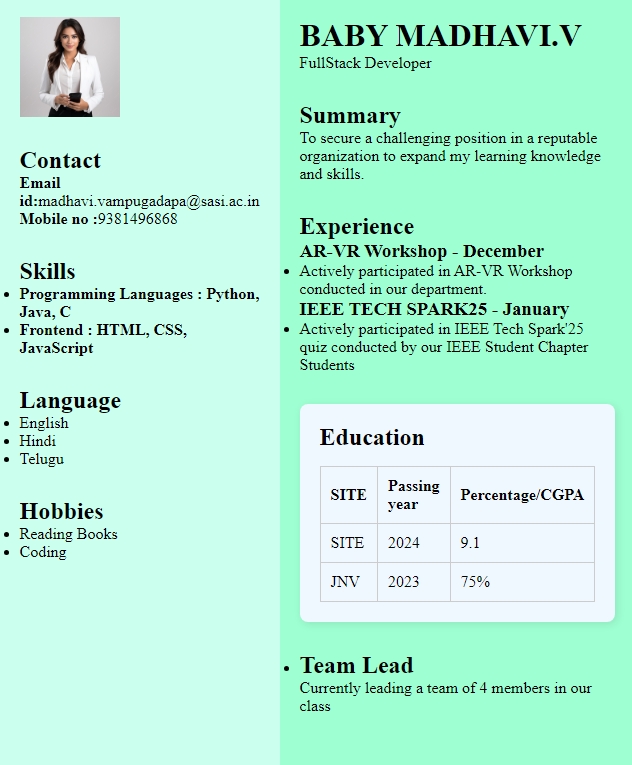 Contact
Email
id:madhavi.vampugadapa@sasi.ac.in
Mobile no :9381496868
Skills
Programming Languages : Python,
Java, C
Frontend : HTML, CSS,
JavaScript
Language
English
Hindi
Telugu
Hobbies
Reading Books
Coding
BABY MADHAVI.V
FullStack Developer
Summary
To secure a challenging position in a reputable
organization to expand my learning knowledge
and skills.
Experience
AR-VR Workshop - December
Actively participated in AR-VR Workshop
conducted in our department.
IEEE TECH SPARK25 - January
Actively participated in IEEE Tech Spark'25
quiz conducted by our IEEE Student Chapter
Students
Education
SITE Passing year Percentage/CGPA
SITE 2024 9.1
JNV 2023 75%
Team Lead
Currently leading a team of 4 members in our
class